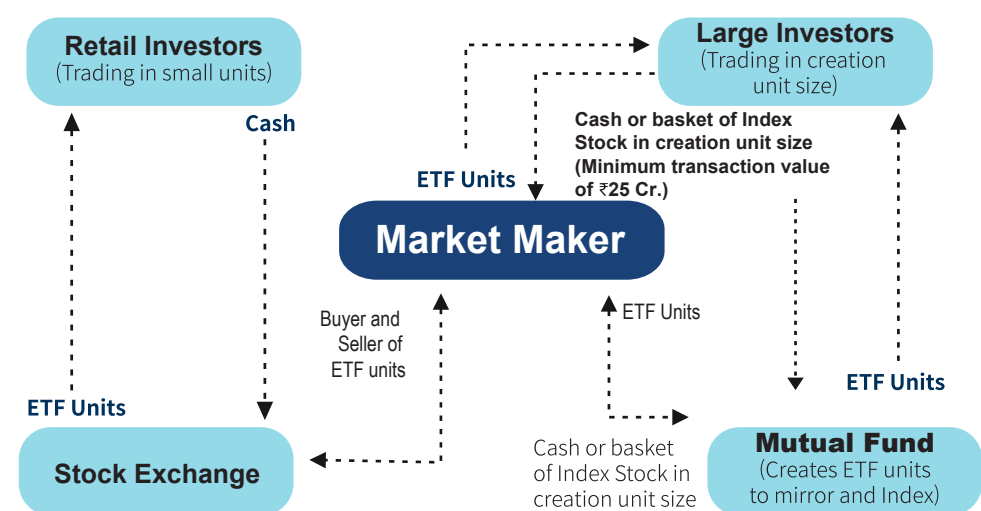 Retail Investors
(Trading in small units)
Large Investors
(Trading in creation
unit size)
Cash
Cash or basket of Index
Stock in creation unit size
(Minimum transaction value
of ₹25 Cr.)
ETF Units
Market Maker
Buyer and
Seller of
ETF units
ETF Units
ETF Units
ETF Units
Stock Exchange
Cash or basket
of Index Stock in
creation unit size
Mutual Fund
(Creates ETF units
to mirror and Index)